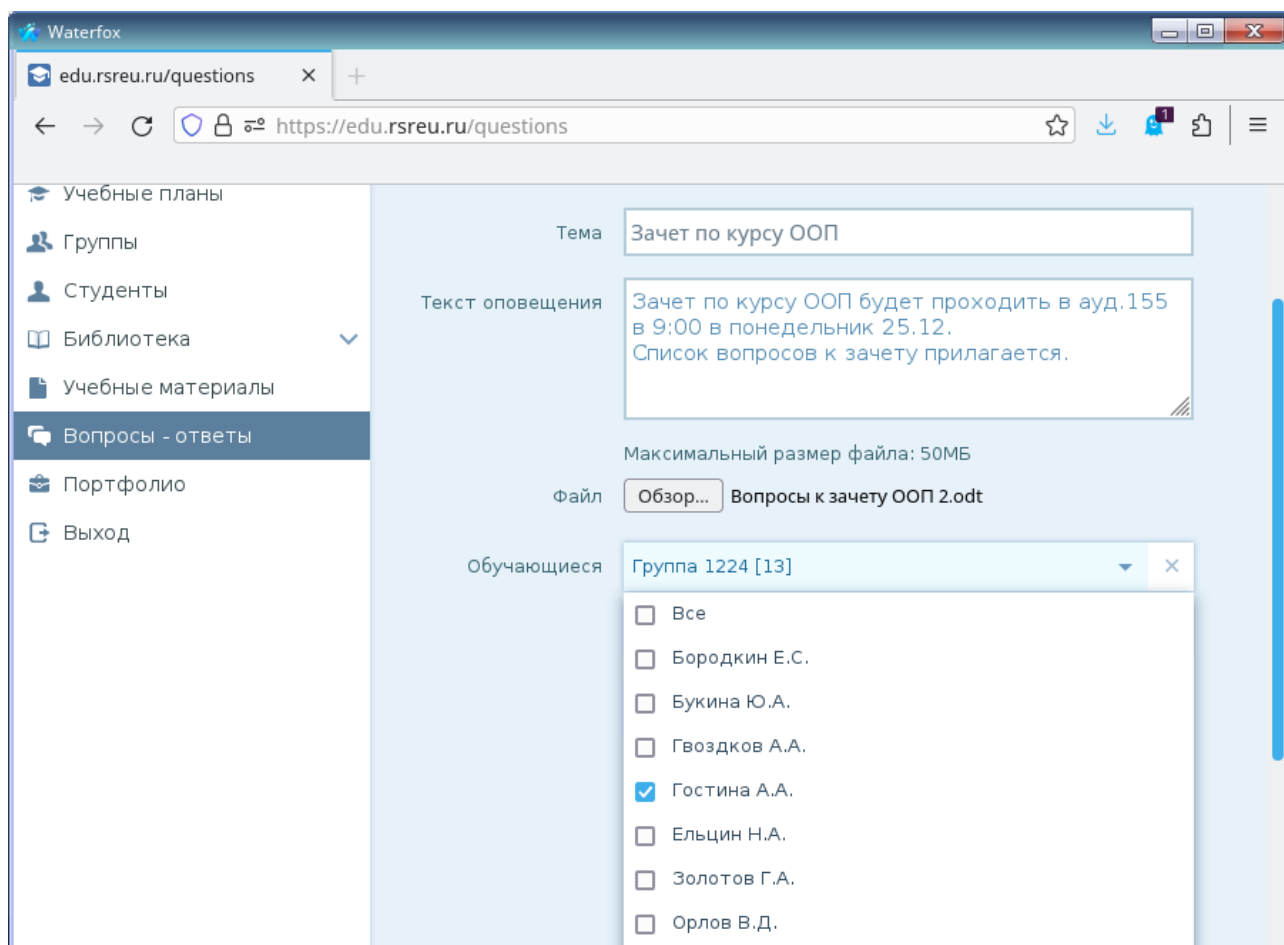 Waterfox
edu.rsreu.ru/questions
https://edu.rsreu.ru/questions
1
Учебные планы
Группы
Студенты
Библиотека
Учебные материалы
Вопросы - ответы
Портфолио
Выход
Тема
Зачет по курсу ООП
Текст оповещения
Зачет по курсу ООП будет проходить в ауд.155
в 9:00 в понедельник 25.12.
Список вопросов к зачету прилагается.
Максимальный размер файла: 50МБ
Файл
Обзор...
Вопросы к зачету ООП 2.odt
Обучающиеся
Группа 1224 [13]
Все
Бородкин Е.С.
Букина Ю.А.
Гвоздков А.А.
Гостина А.А.
Ельцин Н.А.
Золотов Г.А.
Орлов В.Д.